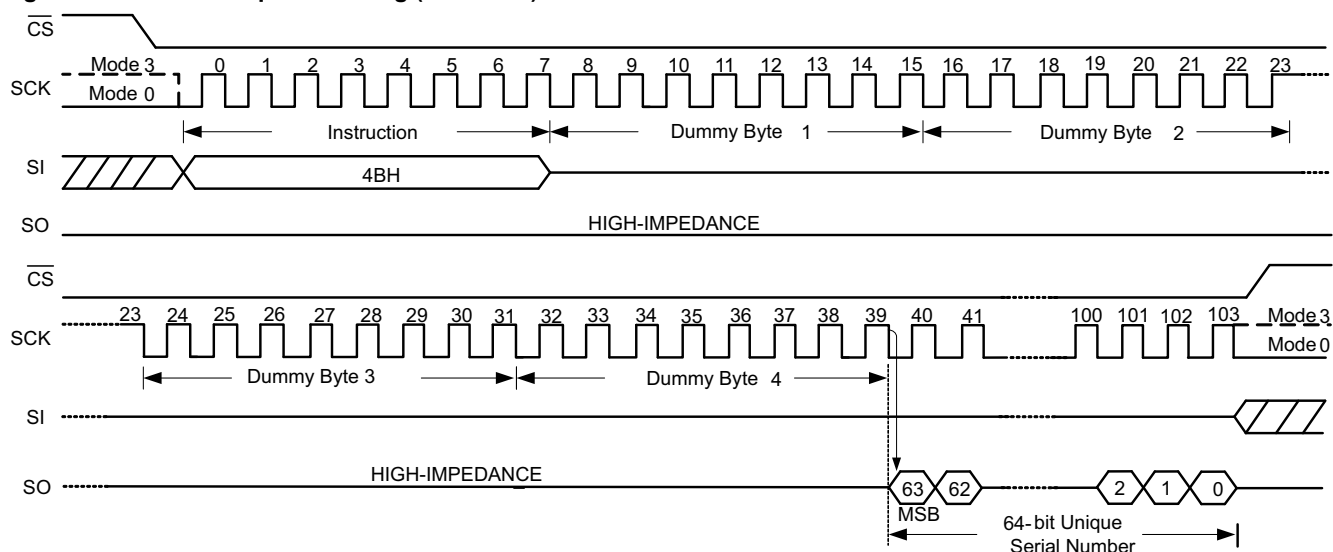 CS
Mode 3 0 1 2 3 4 5 6 7 8 9 10 11 12 13 14 15 16 17 18 19 20 21 22 23
SCK
Mode 0
Instruction Dummy Byte 1 Dummy Byte 2
SI
4BH
SO HIGH-IMPEDANCE
CS
23 24 25 26 27 28 29 30 31 32 33 34 35 36 37 38 39 40 41 100 101 102 103 Mode 3
SCK
Mode 0
Dummy Byte 3 Dummy Byte 4
SI
HIGH-IMPEDANCE
SO 63 62 2 1 0
MSB
64-bit Unique
Serial Number